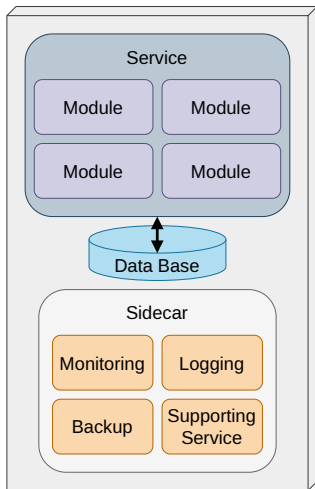 Service
Module Module
Module Module
Data Base
Sidecar
Monitoring Logging
Backup Supporting
Service